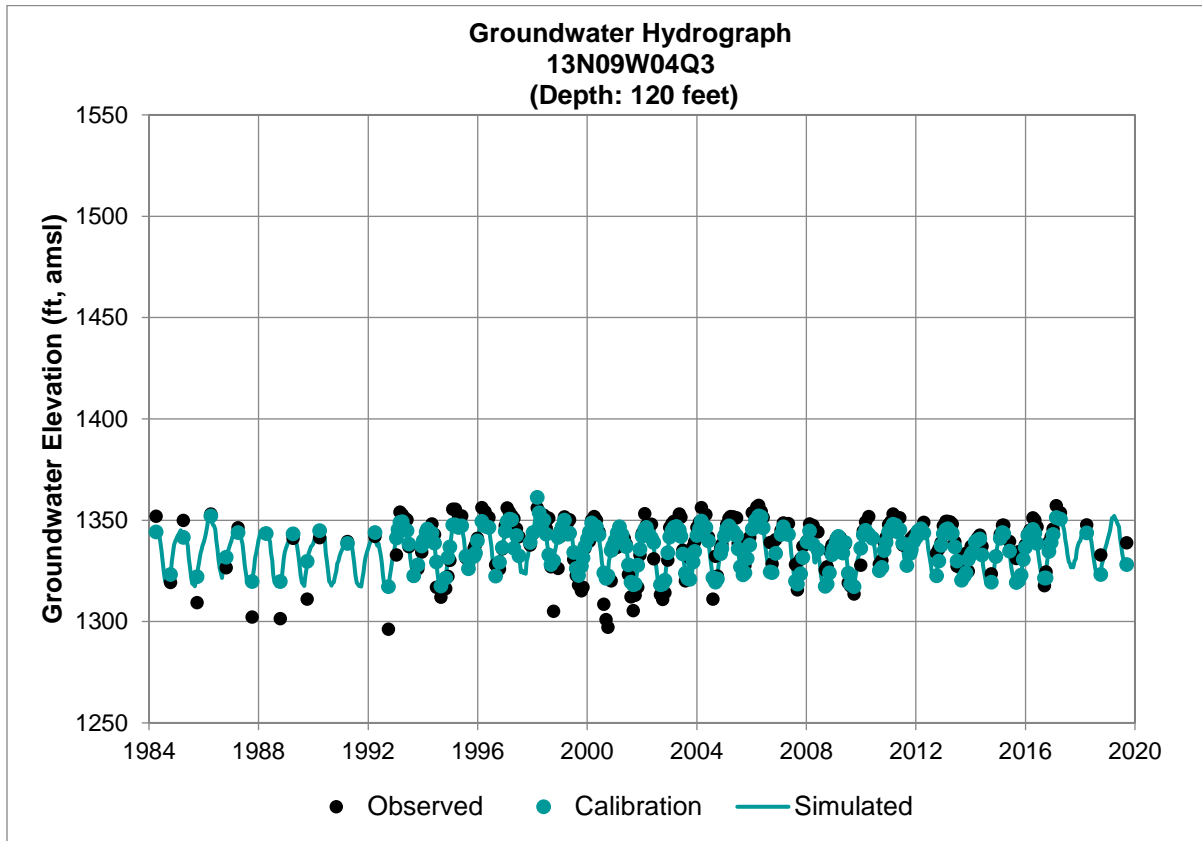 Groundwater Hydrograph
13N09W04Q3
(Depth: 120 feet)
Groundwater Elevation (ft, amsl)
1550
1500
1450
1400
1350
1300
1250
1984 1988 1992 1996 2000 2004 2008 2012 2016 2020
Observed Calibration Simulated